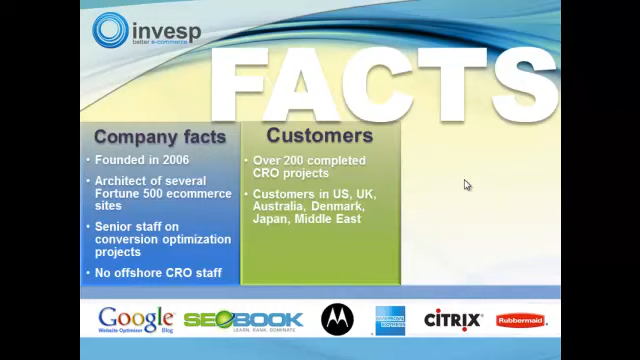 invesp
better e-commerce
FACTS
Company facts
Founded in 2006
Architect of several
Fortune 500 ecommerce
sites
Senior staff on
conversion optimization
projects
No offshore CRO staff
Customers
Over 200 completed
CRO projects
Customers in US, UK,
Australia, Denmark,
Japan, Middle East
Google
Website Optimizer Blog
SEOBOOK
LEARN. RANK. DOMINATE.
CITRIX
Rubbermaid